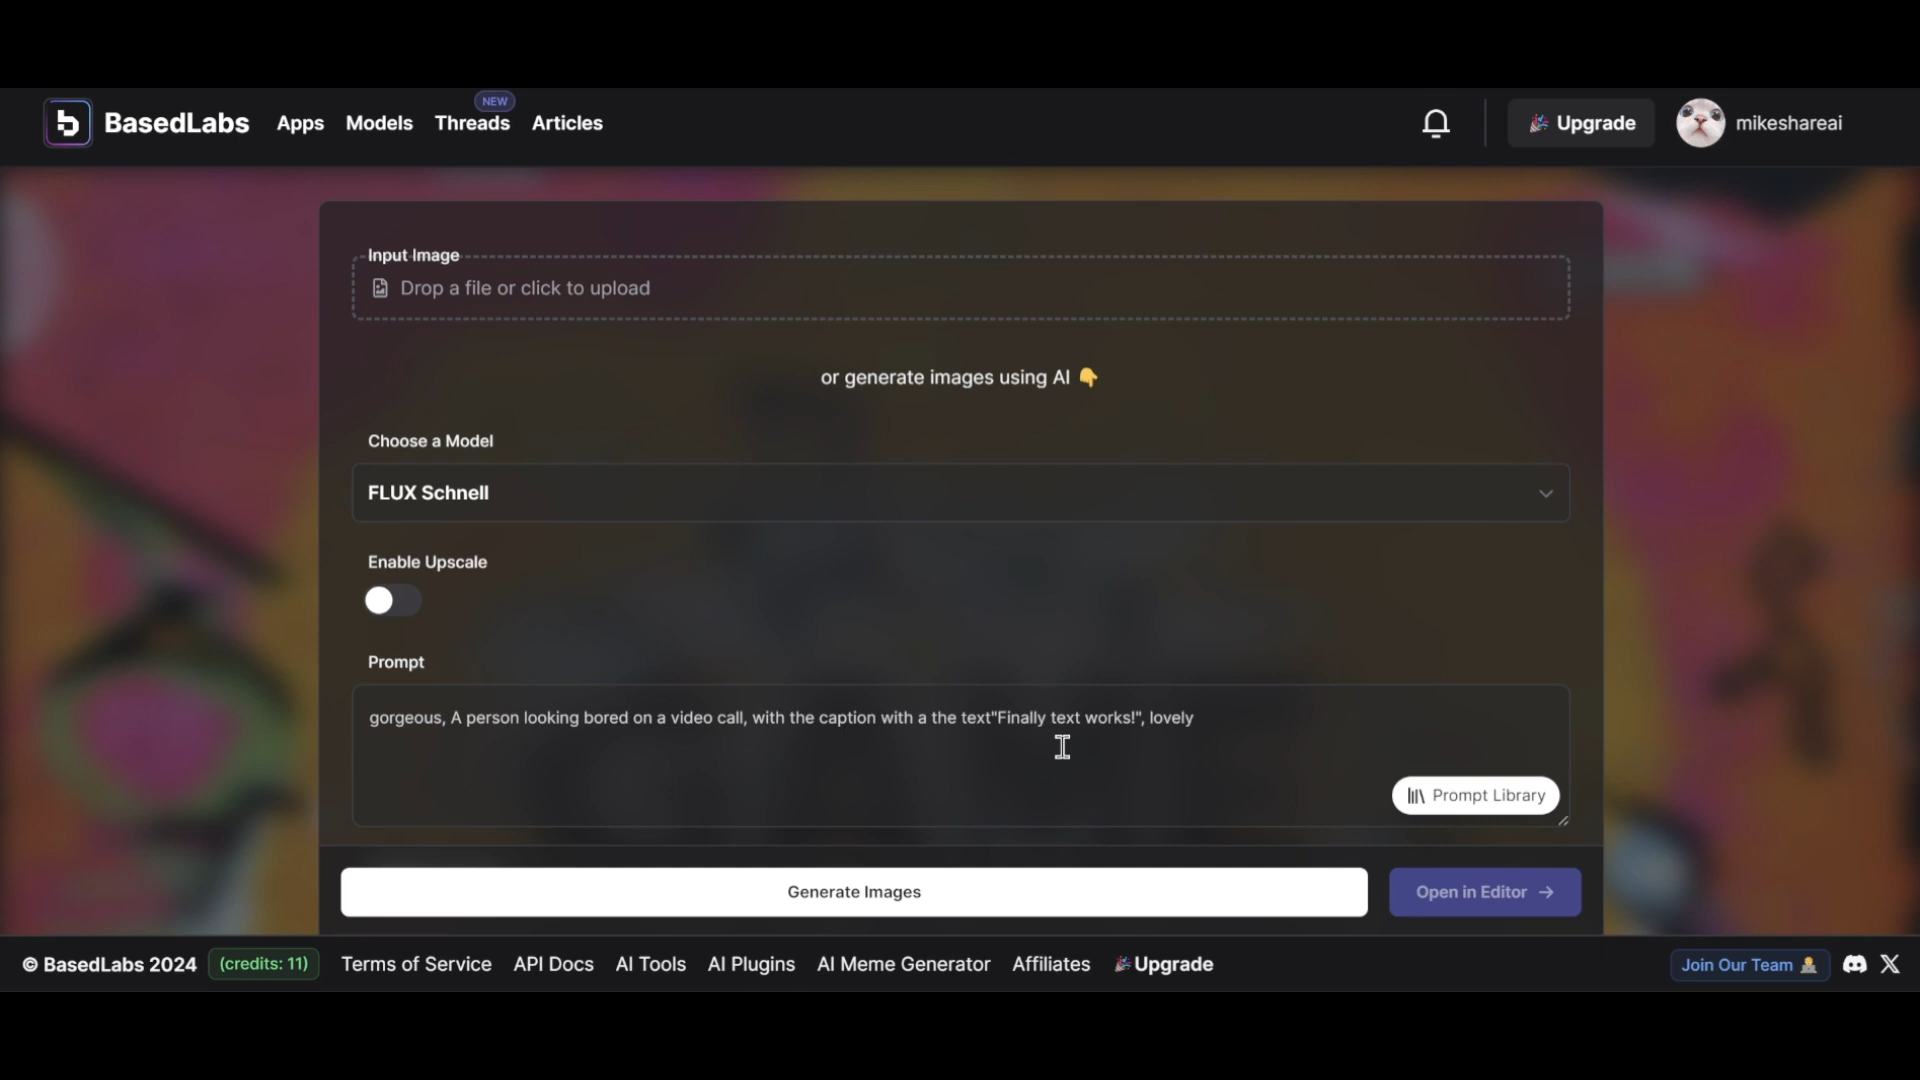 BasedLabs Apps Models Threads NEW Articles Upgrade mikeshareai
Input Image
Drop a file or click to upload
or generate images using AI 👇
Choose a Model
FLUX Schnell
Enable Upscale
Prompt
gorgeous, A person looking bored on a video call, with the caption with a the text"Finally text works!", lovely
Prompt Library
Generate Images Open in Editor →
© BasedLabs 2024 (credits: 11) Terms of Service API Docs AI Tools AI Plugins AI Meme Generator Affiliates Upgrade Join Our Team